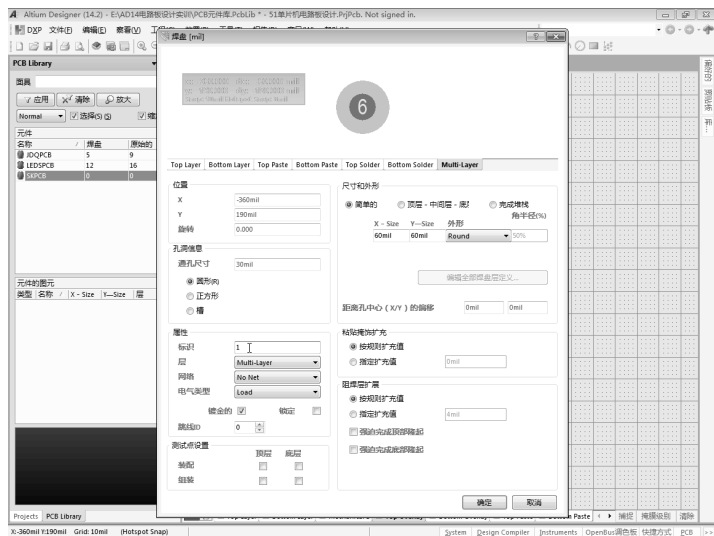 Altium Designer (14.2) - E:\AD14电路板设计实训\PCB元件库.PcbLib * - 51单片机电路板设计.PrjPcb. Not signed in.
DXP 文件(F) 编辑(E) 察看(V)
焊盘 [mil]
PCB Library
面具
应用 清除 放大
Normal 选择(S) (S)
元件
名称 / 焊盘 原始的
JDQPCB 5 9
LEDSPCB 12 16
SKPCB 0 0
元件的图元
类型 名称 / X - Size Y—Size 层
6
Top Layer Bottom Layer Top Paste Bottom Paste Top Solder Bottom Solder Multi-Layer
位置
X -360mil
Y 190mil
旋转 0.000
孔洞信息
通孔尺寸 30mil
圆形(R)
正方形
槽
属性
标识 1
层 Multi-Layer
网络 No Net
电气类型 Load
镀金的 锁定
跳线ID 0
测试点设置
顶层 底层
装配
组装
尺寸和外形
简单的 顶层 - 中间层 - 底层 完成堆栈
角半径(%)
X - Size Y—Size 外形
60mil 60mil Round 50%
编辑全部焊盘层定义...
距离孔中心 ( X/Y ) 的偏移 0mil 0mil
粘贴掩饰扩充
按规则扩充值
指定扩充值 0mil
阻焊层扩展
按规则扩充值
指定扩充值 4mil
强迫完成顶部隆起
强迫完成底部隆起
确定 取消
Projects PCB Library
捕捉 掩膜级别 清除
X:-360mil Y:190mil Grid: 10mil (Hotspot Snap)
System Design Compiler Instruments OpenBus调色板 快捷方式 PCB >>